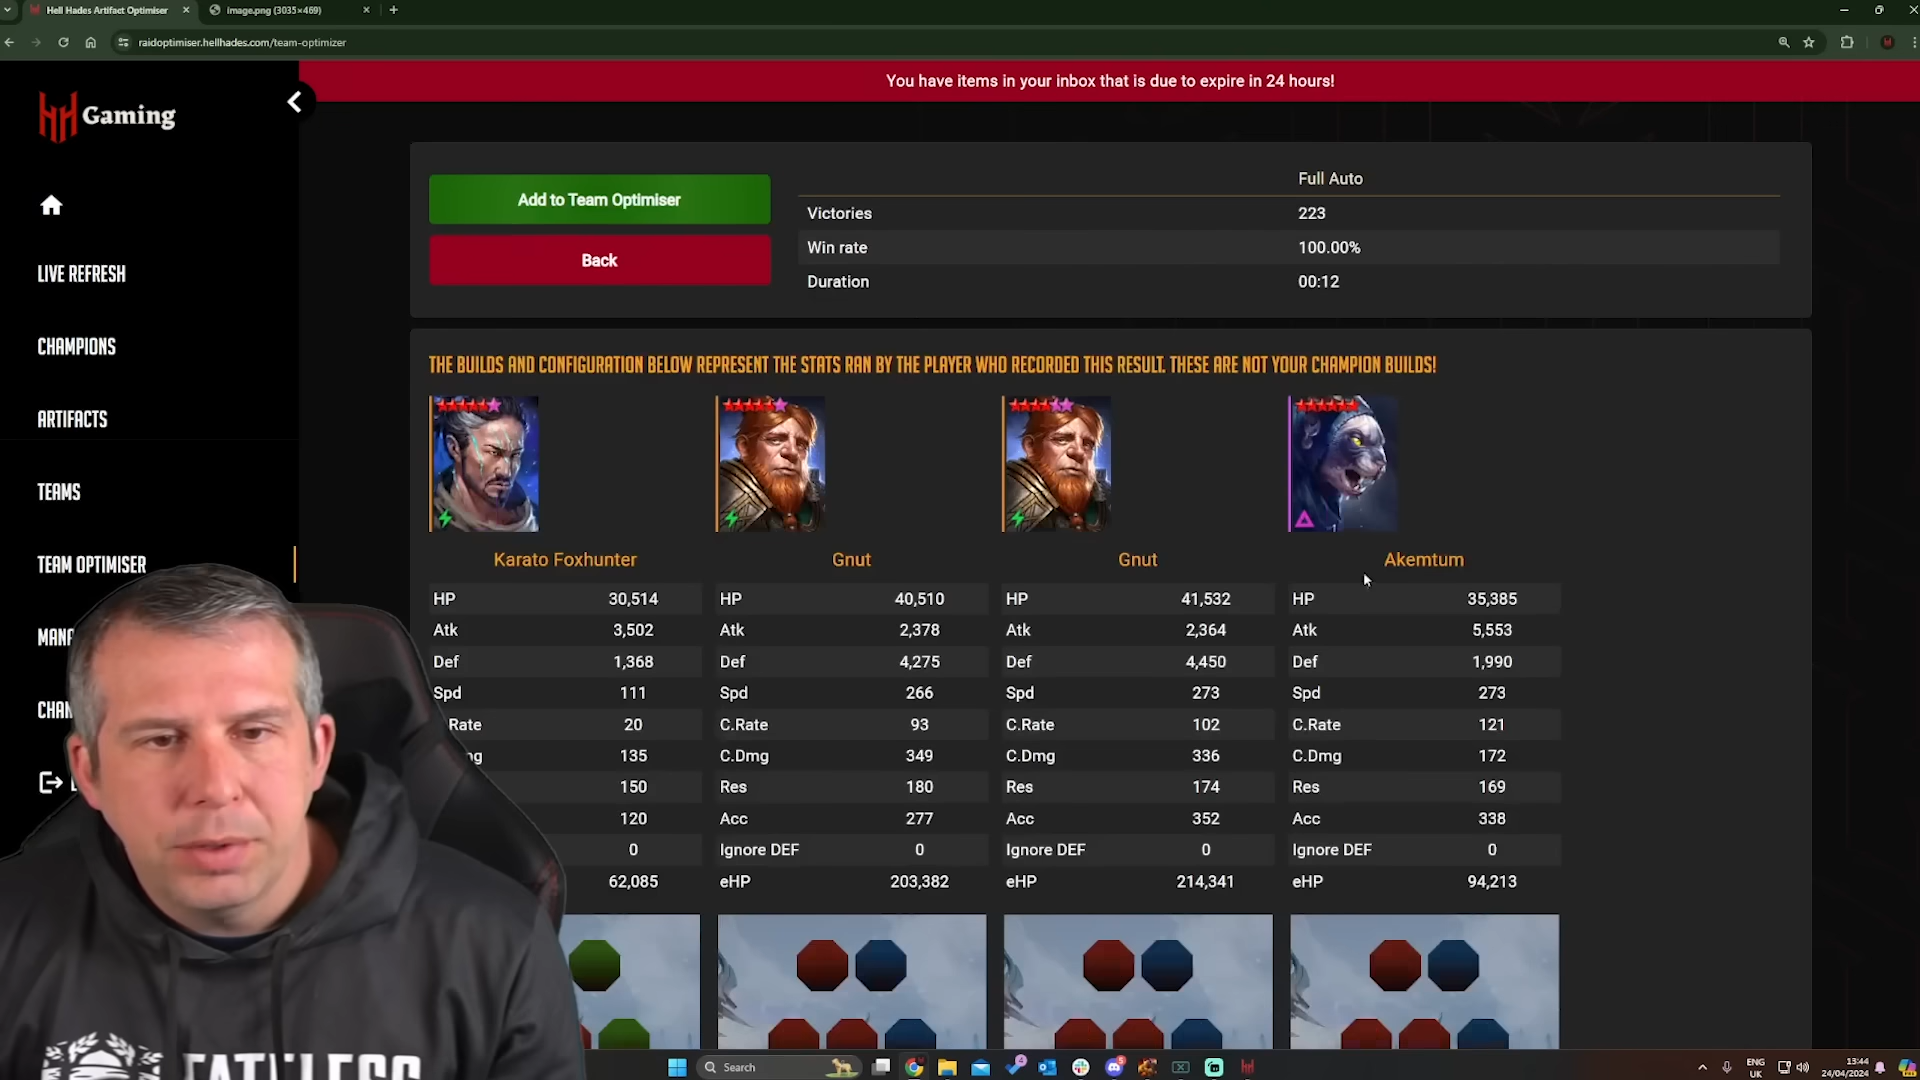 Hell Hades Artifact Optimiser
image.png (3035×469)
raidoptimiser.hellhades.com/team-optimizer
You have items in your inbox that is due to expire in 24 hours!
HH Gaming
LIVE REFRESH
CHAMPIONS
ARTIFACTS
TEAMS
TEAM OPTIMISER
MANA
CHAM
Add to Team Optimiser
Back
Full Auto
Victories 223
Win rate 100.00%
Duration 00:12
THE BUILDS AND CONFIGURATION BELOW REPRESENT THE STATS RAN BY THE PLAYER WHO RECORDED THIS RESULT. THESE ARE NOT YOUR CHAMPION BUILDS!
Karato Foxhunter Gnut Gnut Akemtum
HP 30,514 HP 40,510 HP 41,532 HP 35,385
Atk 3,502 Atk 2,378 Atk 2,364 Atk 5,553
Def 1,368 Def 4,275 Def 4,450 Def 1,990
Spd 111 Spd 266 Spd 273 Spd 273
.Rate 20 C.Rate 93 C.Rate 102 C.Rate 121
mg 135 C.Dmg 349 C.Dmg 336 C.Dmg 172
150 Res 180 Res 174 Res 169
120 Acc 277 Acc 352 Acc 338
0 Ignore DEF 0 Ignore DEF 0 Ignore DEF 0
62,085 eHP 203,382 eHP 214,341 eHP 94,213
FATELESS
Search
4
5
ENG
UK
13:44
24/04/2024